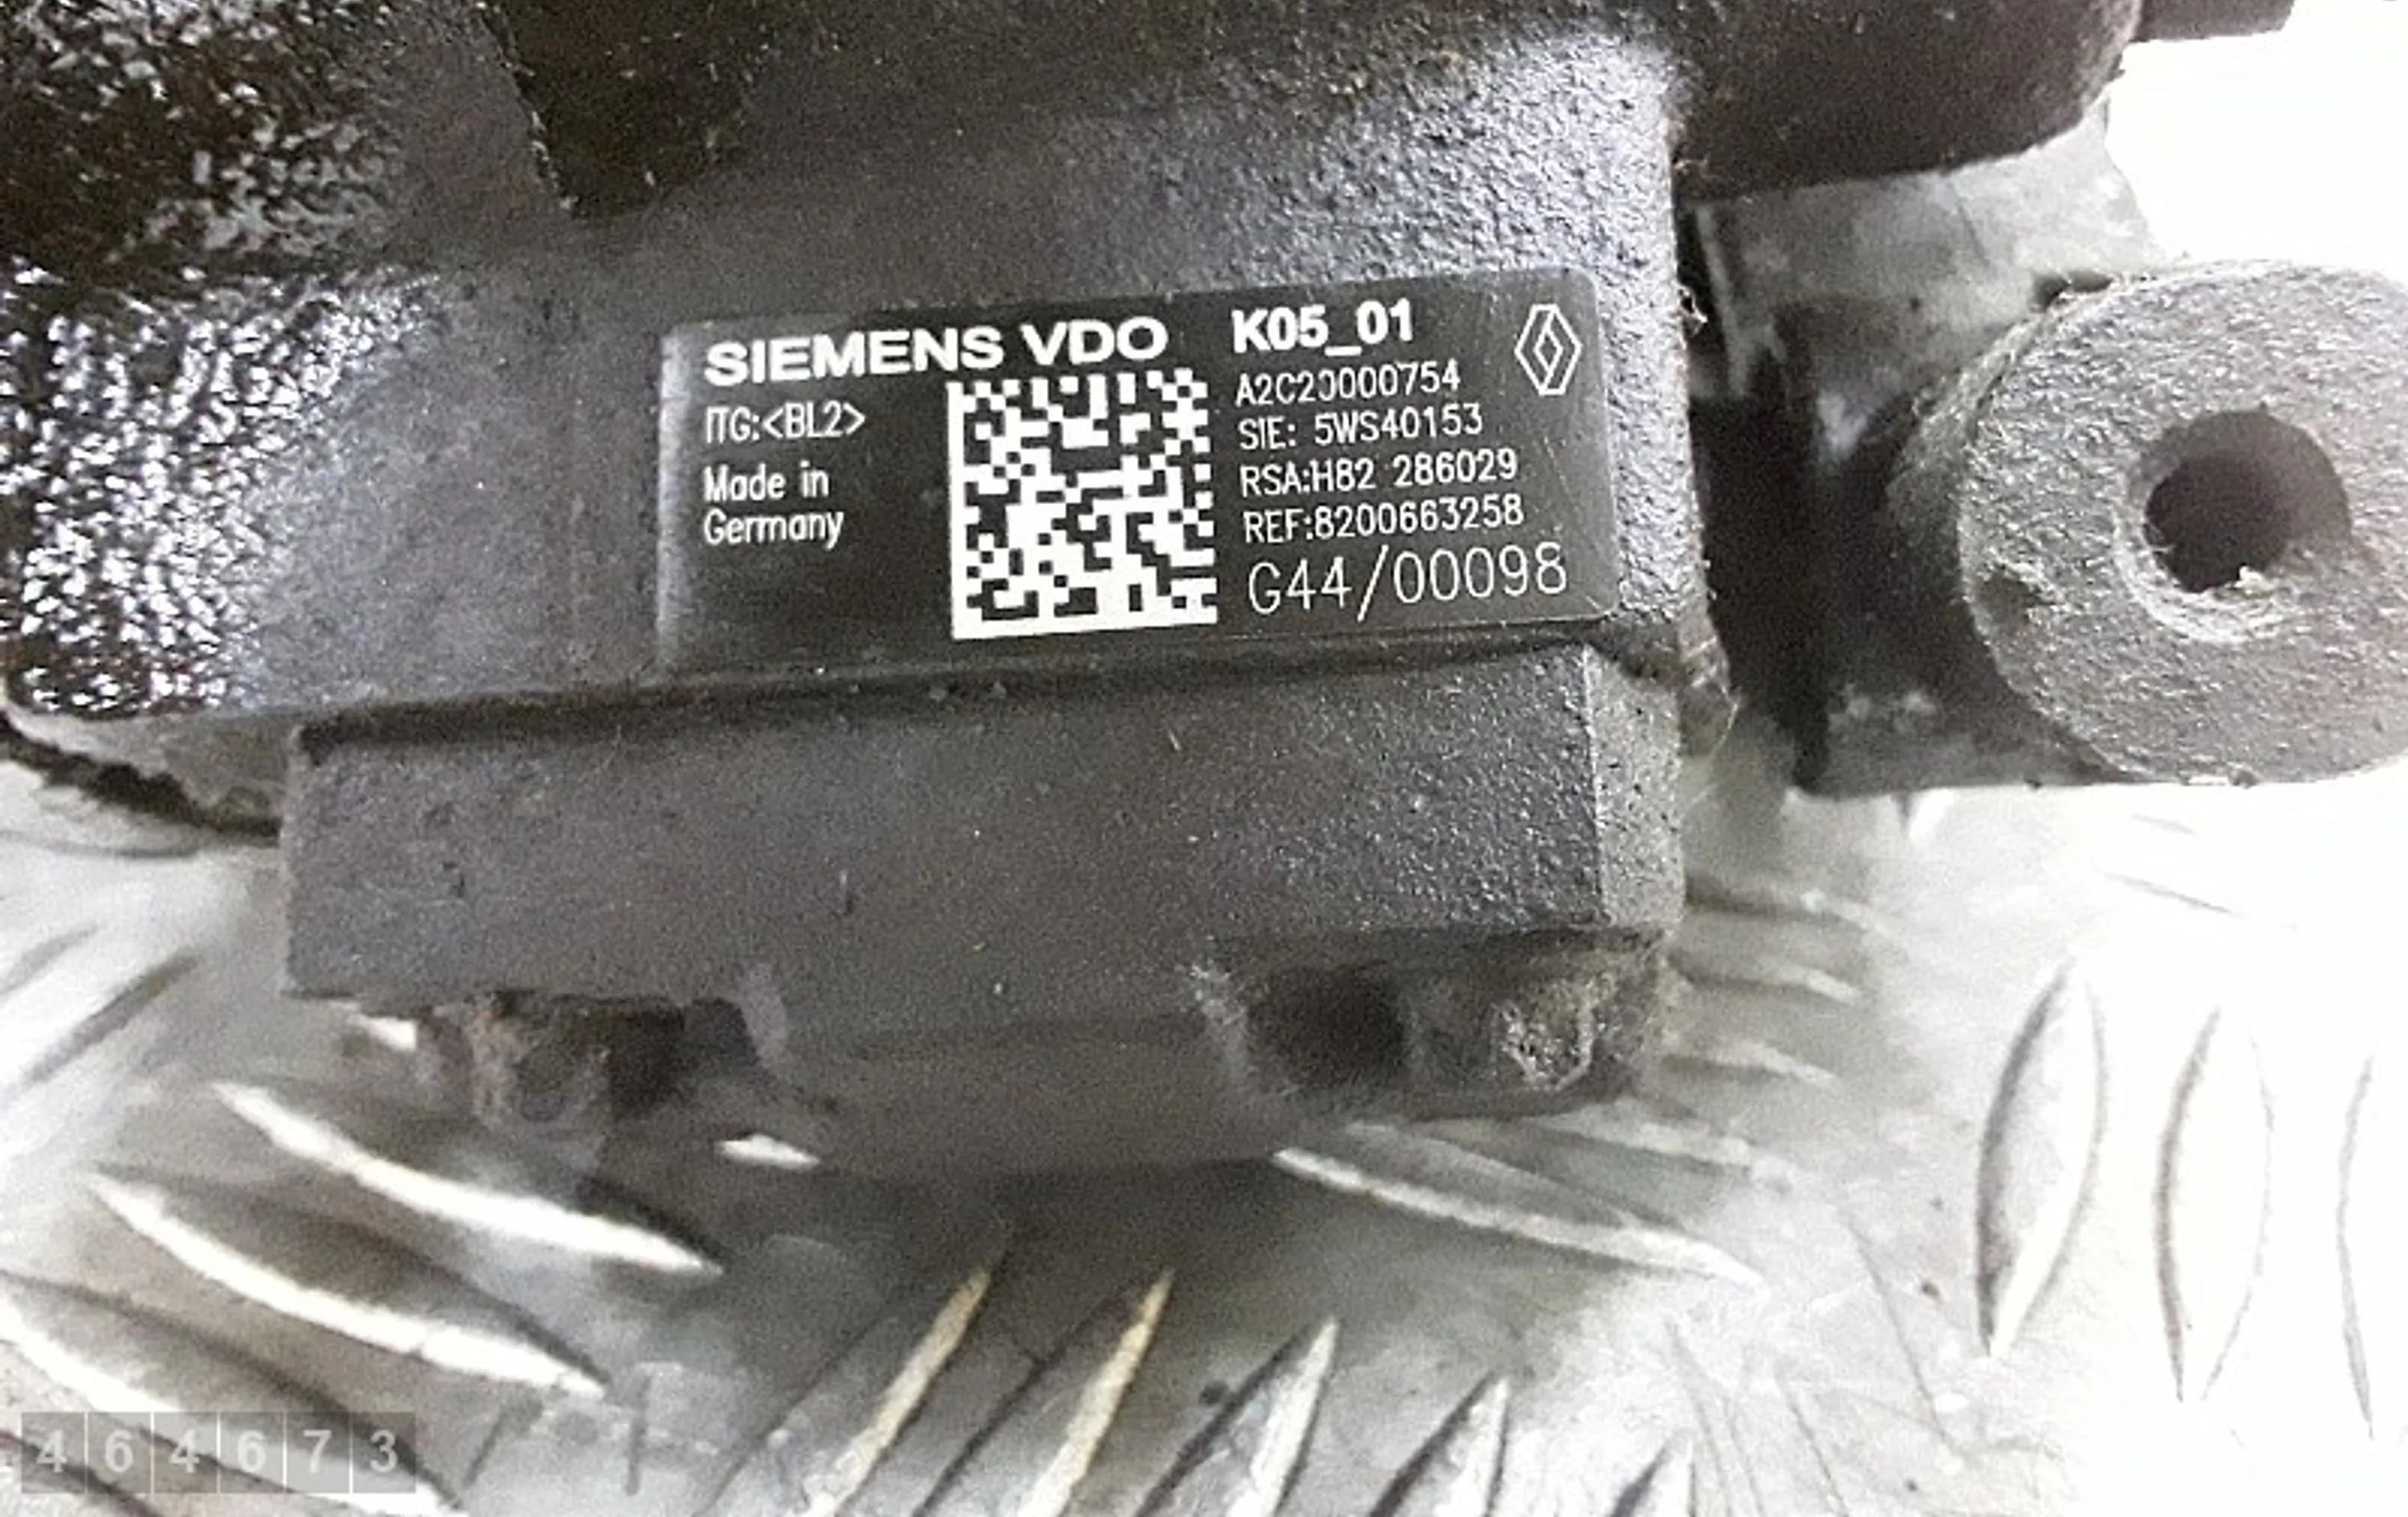 SIEMENS VDO
ITG:<BL2>
Made in
Germany
K05_01
A2C20000754
SIE: 5WS40153
RSA:H82 286029
REF:8200663258
G44/00098
464673